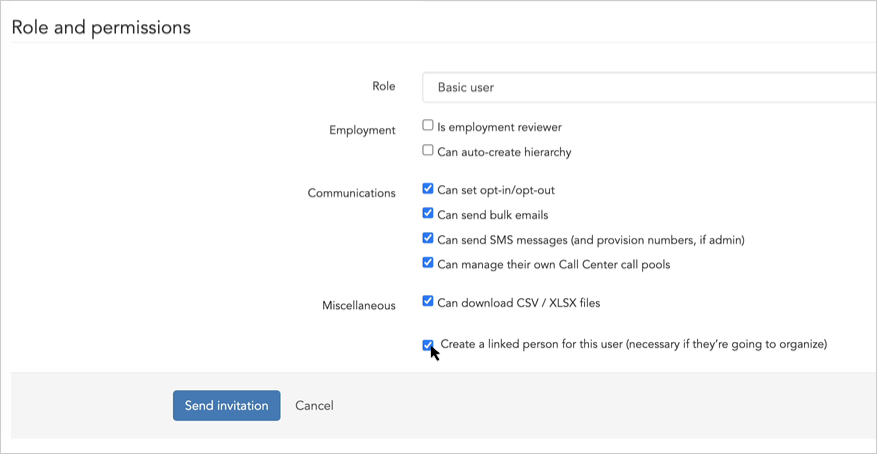 Role and permissions
Role
Basic user
Employment
Is employment reviewer
Can auto-create hierarchy
Communications
Can set opt-in/opt-out
Can send bulk emails
Can send SMS messages (and provision numbers, if admin)
Can manage their own Call Center call pools
Miscellaneous
Can download CSV / XLSX files
Create a linked person for this user (necessary if they’re going to organize)
Send invitation
Cancel